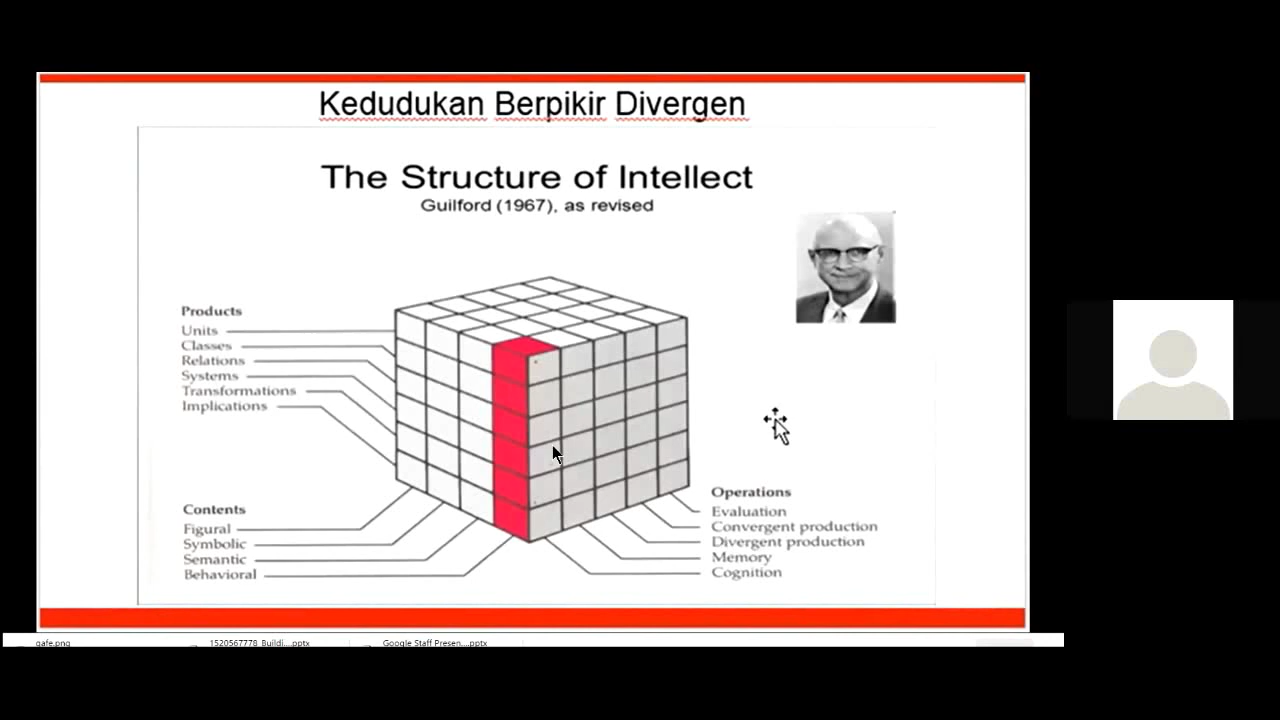 Kedudukan Berpikir Divergen
The Structure of Intellect
Guilford (1967), as revised
Products
Units
Classes
Relations
Systems
Transformations
Implications
Contents
Figural
Symbolic
Semantic
Behavioral
Operations
Evaluation
Convergent production
Divergent production
Memory
Cognition
gafe.png
1520567778_Buildi....pptx
Google Staff Presen....pptx